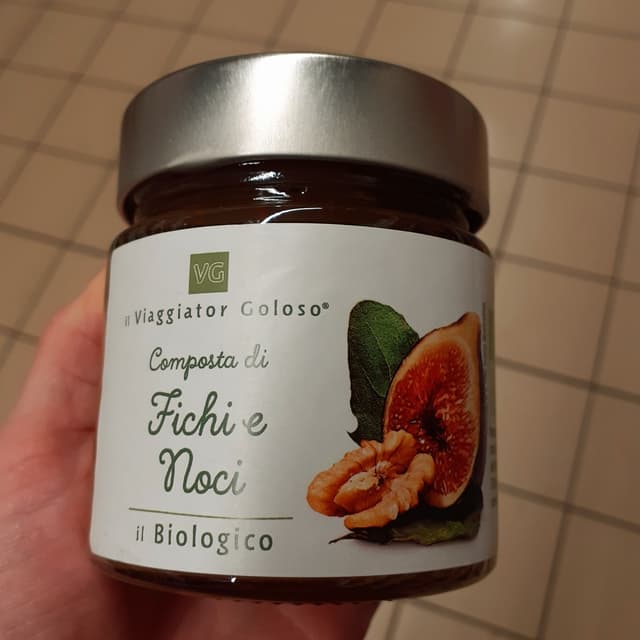 VG
il Viaggiator Goloso®
Composta di
Fichi e
Noci
il Biologico